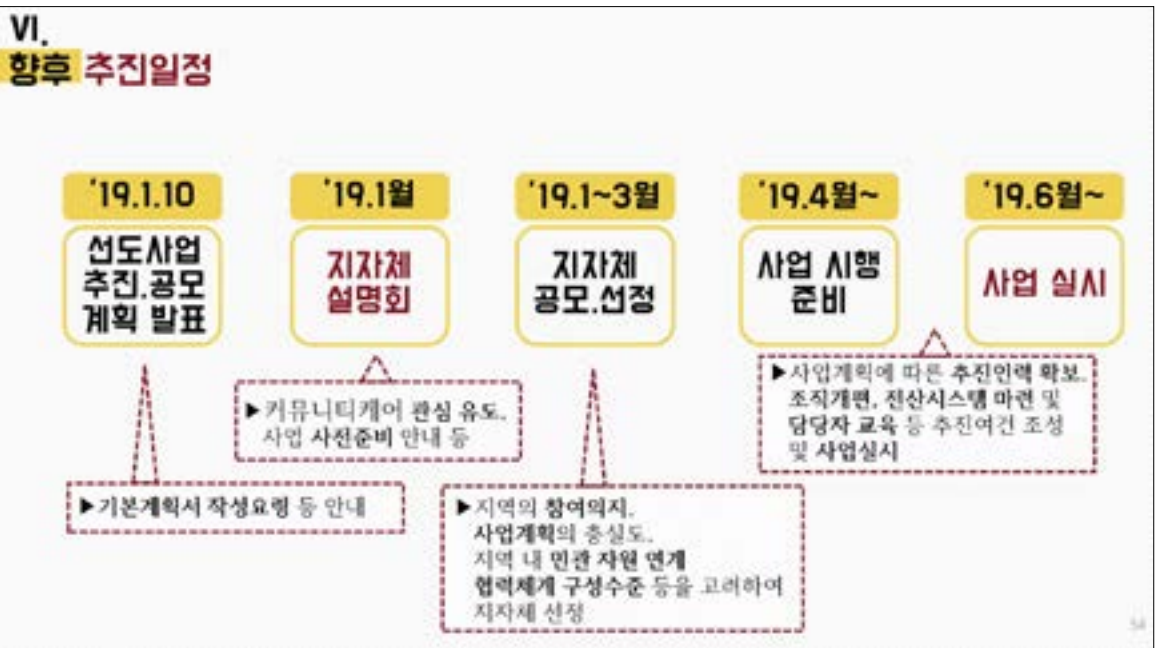 VI.
향후 추진일정
'19.1.10
선도사업
추진.공모
계획 발표
▶기본계획서 작성요령 등 안내
'19.1월
지자체
설명회
▶커뮤니티케어 관심 유도,
사업 사전준비 안내 등
'19.1~3월
지자체
공모.선정
▶지역의 참여의지,
사업계획의 충실도,
지역 내 민관 자원 연계
협력체계 구성수준 등을 고려하여
지자체 선정
'19.4월~
사업 시행
준비
'19.6월~
사업 실시
▶사업계획에 따른 추진인력 확보,
조직개편, 전산시스템 마련 및
담당자 교육 등 추진여건 조성
및 사업실시
54